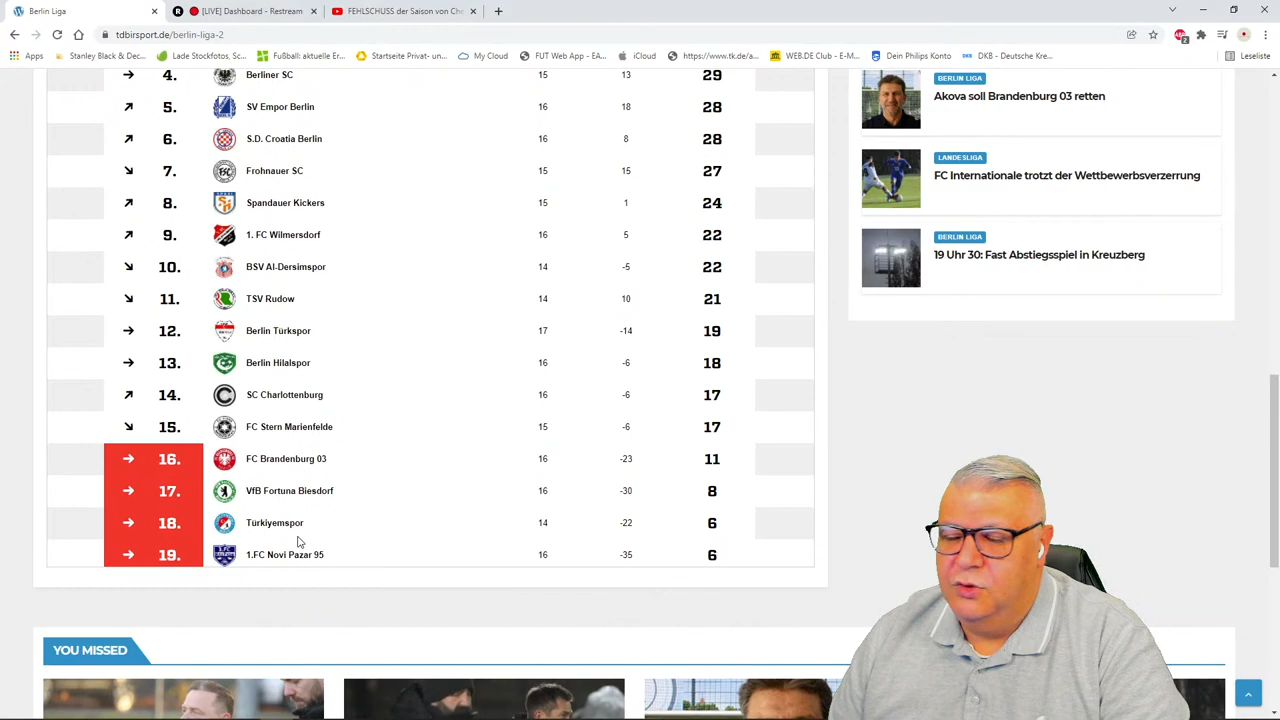 Berlin Liga
[LIVE] Dashboard - Restream
FEHLSCHUSS der Saison von Che
tdbirsport.de/berlin-liga-2
Apps
Stanley Black & Dec...
Lade Stockfotos, Sc...
Fußball: aktuelle Er...
Startseite Privat- un...
My Cloud
FUT Web App - EA...
iCloud
https://www.tk.de/a...
WEB.DE Club - E-M...
Dein Philips Konto
DKB - Deutsche Kre...
Leseliste
4. Berliner SC 15 13 29
5. SV Empor Berlin 16 18 28
6. S.D. Croatia Berlin 16 8 28
7. Frohnauer SC 15 15 27
8. Spandauer Kickers 15 1 24
9. 1. FC Wilmersdorf 16 5 22
10. BSV Al-Dersimspor 14 -5 22
11. TSV Rudow 14 10 21
12. Berlin Türkspor 17 -14 19
13. Berlin Hilalspor 16 -6 18
14. SC Charlottenburg 16 -6 17
15. FC Stern Marienfelde 15 -6 17
16. FC Brandenburg 03 16 -23 11
17. VfB Fortuna Biesdorf 16 -30 8
18. Türkiyemspor 14 -22 6
19. 1.FC Novi Pazar 95 16 -35 6
BERLIN LIGA
Akova soll Brandenburg 03 retten
LANDESLIGA
FC Internationale trotzt der Wettbewerbsverzerrung
BERLIN LIGA
19 Uhr 30: Fast Abstiegsspiel in Kreuzberg
YOU MISSED